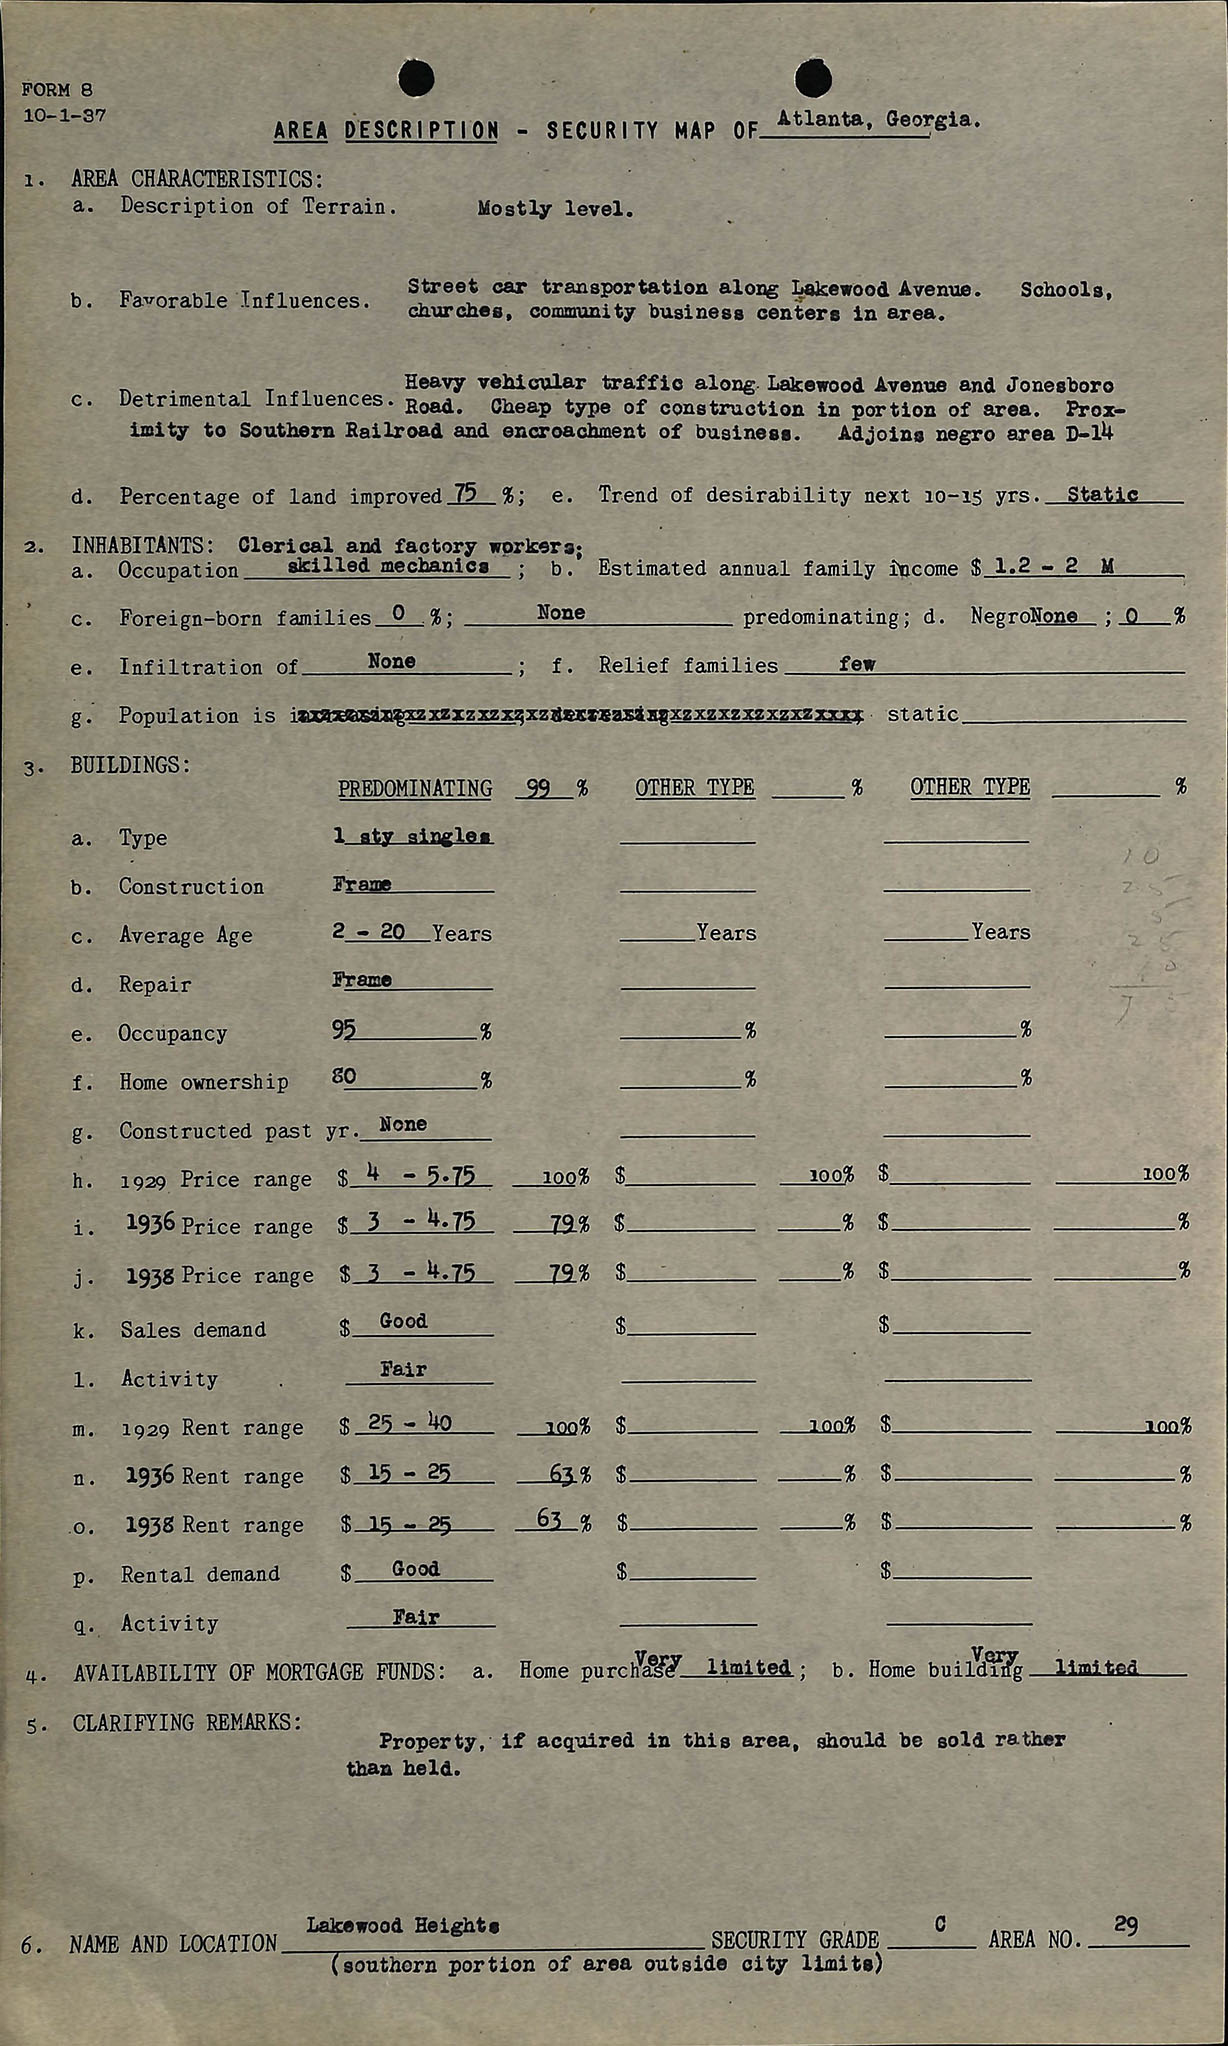 FORM 8
10-1-37
AREA DESCRIPTION - SECURITY MAP OF Atlanta, Georgia.
1. AREA CHARACTERISTICS:
a. Description of Terrain. Mostly level.
b. Favorable Influences. Street car transportation along Lakewood Avenue. Schools,
churches, community business centers in area.
c. Detrimental Influences. Heavy vehicular traffic along Lakewood Avenue and Jonesboro
Road. Cheap type of construction in portion of area. Prox-
imity to Southern Railroad and encroachment of business. Adjoins negro area D-14
d. Percentage of land improved 75 %; e. Trend of desirability next 10-15 yrs. Static
2. INHABITANTS: Clerical and factory workers;
a. Occupation skilled mechanics ; b. Estimated annual family income $ 1.2 - 2 M
c. Foreign-born families 0 %; None predominating; d. Negro None ; 0 %
e. Infiltration of None ; f. Relief families few
g. Population is increasing decreasing static
3. BUILDINGS:
PREDOMINATING 99 % OTHER TYPE % OTHER TYPE %
a. Type 1 sty singles
b. Construction Frame
c. Average Age 2 - 20 Years Years Years
d. Repair Frame
e. Occupancy 95 % % %
f. Home ownership 80 % % %
g. Constructed past yr. None
h. 1929 Price range $ 4 - 5.75 100% $ 100% $ 100%
i. 1936 Price range $ 3 - 4.75 79% $ % $ %
j. 1938 Price range $ 3 - 4.75 79% $ % $ %
k. Sales demand $ Good $ $
l. Activity Fair
m. 1929 Rent range $ 25 - 40 100% $ 100% $ 100%
n. 1936 Rent range $ 15 - 25 63% $ % $ %
o. 1938 Rent range $ 15 - 25 63 % $ % $ %
p. Rental demand $ Good $ $
q. Activity Fair
4. AVAILABILITY OF MORTGAGE FUNDS: a. Home purchase Very limited; b. Home building Very limited
5. CLARIFYING REMARKS:
Property, if acquired in this area, should be sold rather
than held.
6. NAME AND LOCATION Lakewood Heights SECURITY GRADE C AREA NO. 29
(southern portion of area outside city limits)